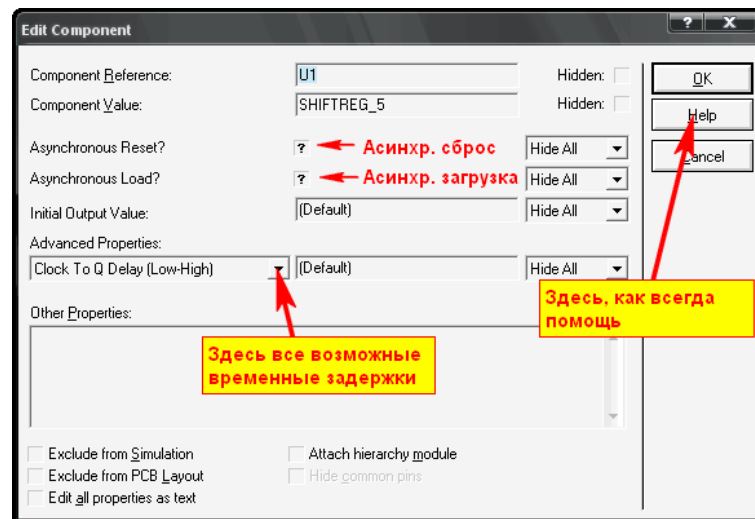 Edit Component
? X
Component Reference: U1 Hidden:
Component Value: SHIFTREG_5 Hidden:
Asynchronous Reset? ? Асинхр. сброс Hide All
Asynchronous Load? ? Асинхр. загрузка Hide All
Initial Output Value: (Default) Hide All
Advanced Properties:
Clock To Q Delay (Low-High) (Default) Hide All
Other Properties:
OK
Help
Cancel
Здесь, как всегда
помощь
Здесь все возможные
временные задержки
Exclude from Simulation
Exclude from PCB Layout
Edit all properties as text
Attach hierarchy module
Hide common pins